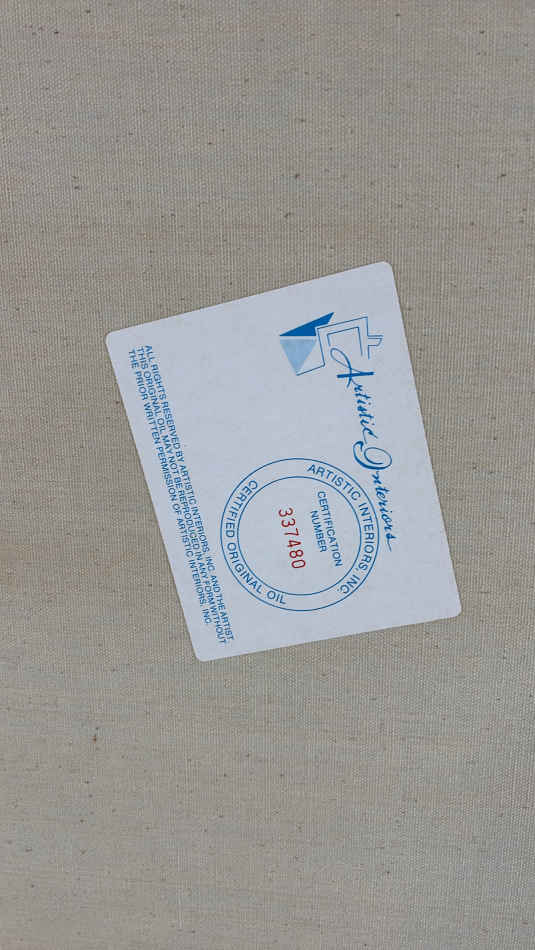 Artistic Interiors
ARTISTIC INTERIORS, INC.
CERTIFICATION
NUMBER
337480
CERTIFIED ORIGINAL OIL
ALL RIGHTS RESERVED BY ARTISTIC INTERIORS, INC. AND THE ARTIST.
THIS ORIGINAL OIL MAY NOT BE REPRODUCED IN ANY FORM WITHOUT
THE PRIOR WRITTEN PERMISSION OF ARTISTIC INTERIORS, INC.